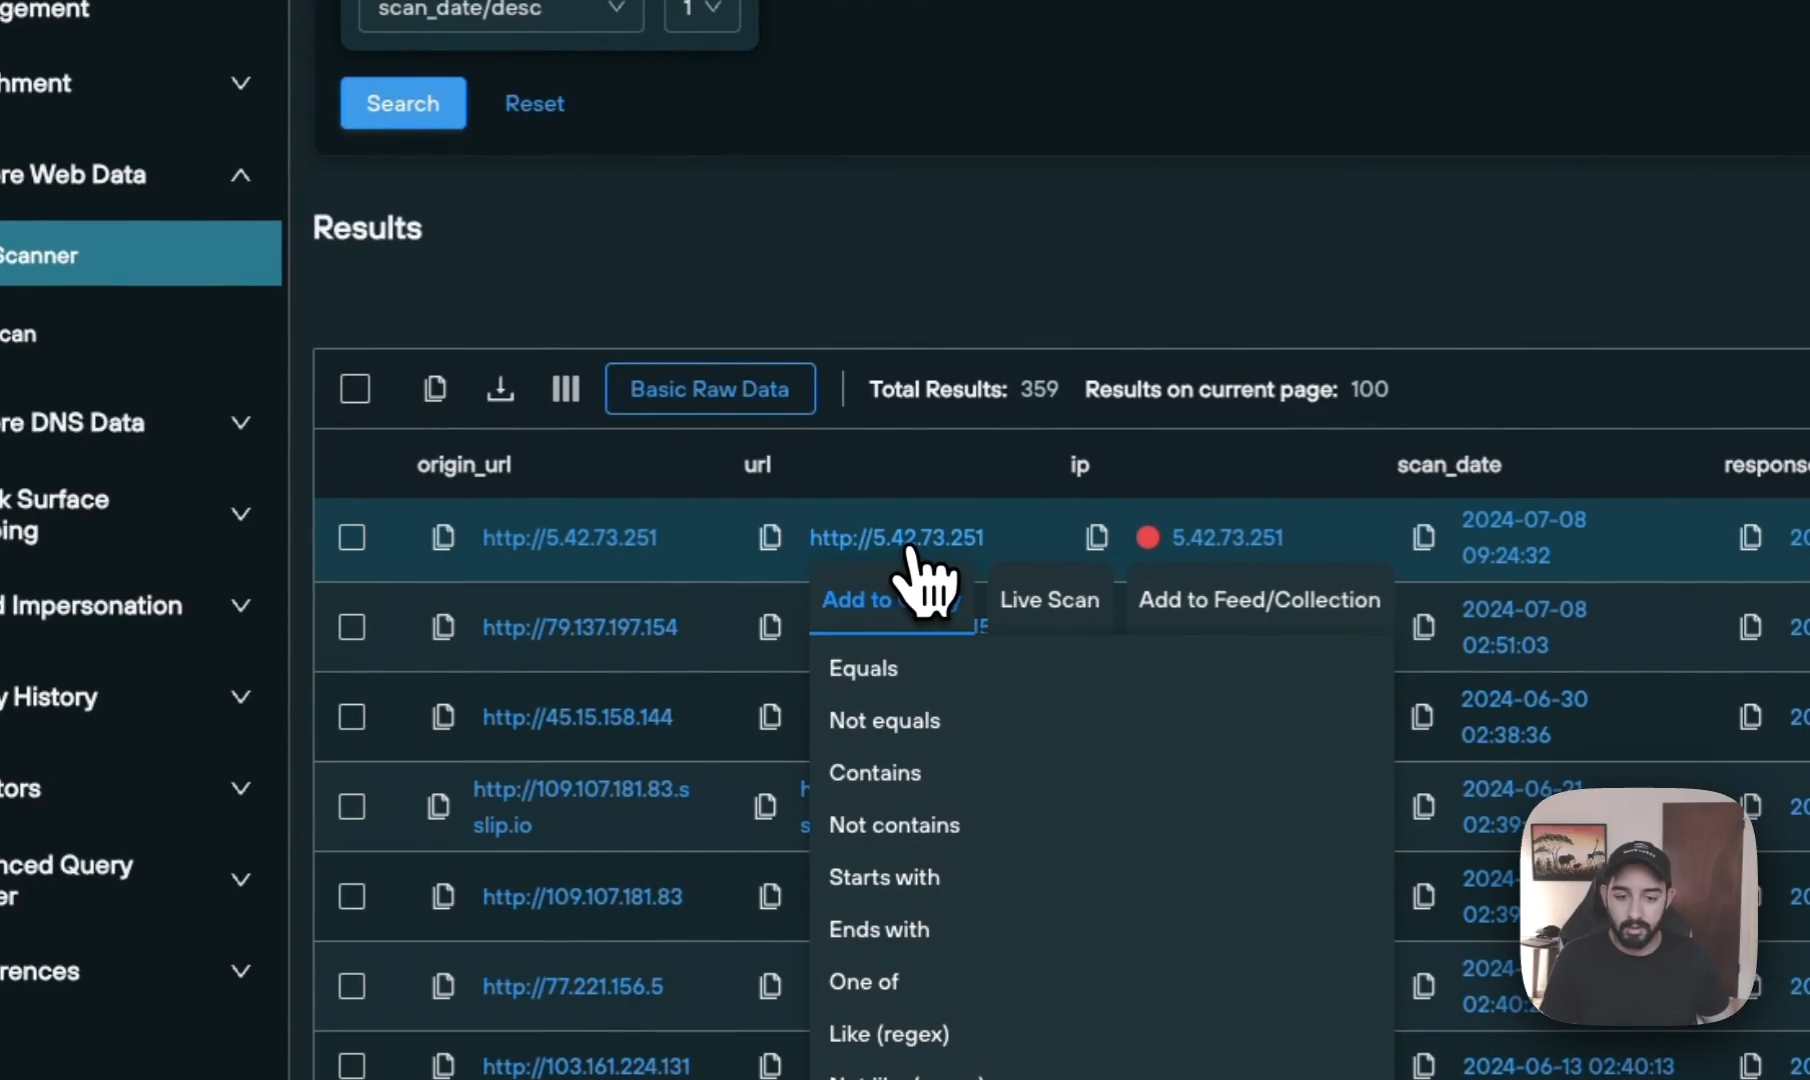 gement
scan_date/desc
1
hment
Search
Reset
re Web Data
Results
Scanner
can
Basic Raw Data
Total Results: 359
Results on current page: 100
re DNS Data
origin_url
url
ip
scan_date
response
http://5.42.73.251
http://5.42.73.251
5.42.73.251
2024-07-08
09:24:32
20
k Surface
ing
Add to
Live Scan
Add to Feed/Collection
http://79.137.197.154
2024-07-08
02:51:03
20
d Impersonation
Equals
y History
http://45.15.158.144
Not equals
2024-06-30
02:38:36
20
tors
http://109.107.181.83.s
slip.io
Contains
Not contains
2024-06-21
02:39
20
nced Query
er
http://109.107.181.83
Starts with
Ends with
2024-
02:39
20
rences
http://77.221.156.5
One of
2024-
02:40:
20
Like (regex)
http://103.161.224.131
2024-06-13 02:40:13
20